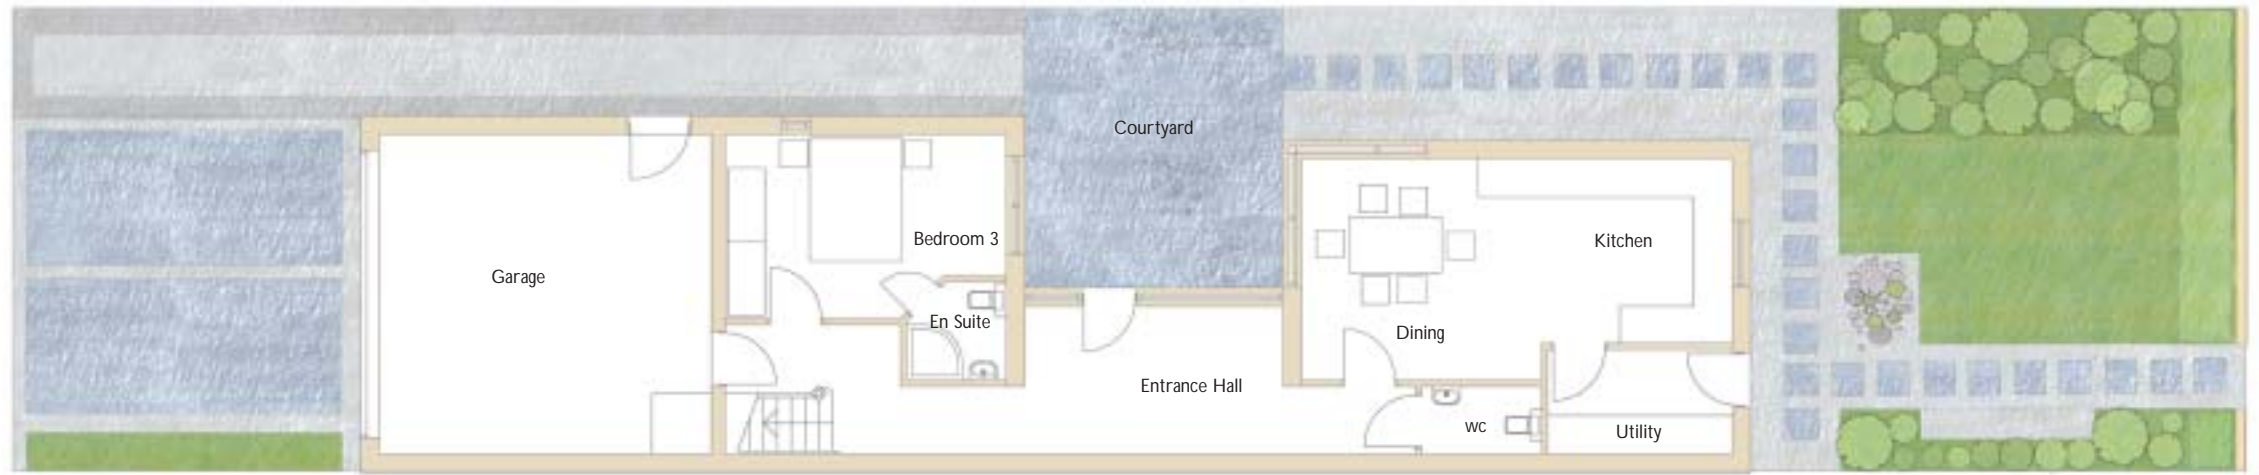 Courtyard
Bedroom 3
Kitchen
Garage
En Suite
Dining
Entrance Hall
wc
Utility